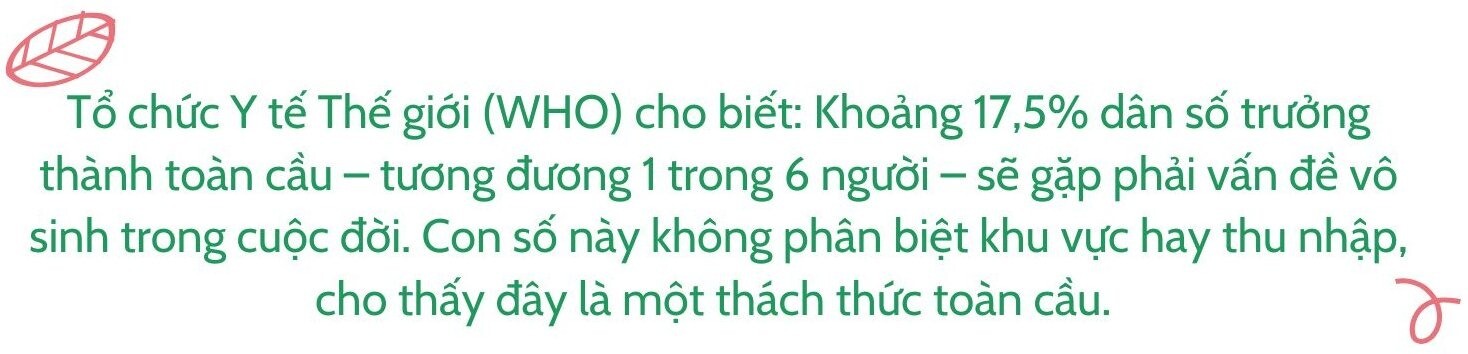 Tổ chức Y tế Thế giới (WHO) cho biết: Khoảng 17,5% dân số trưởng
thành toàn cầu – tương đương 1 trong 6 người – sẽ gặp phải vấn đề vô
sinh trong cuộc đời. Con số này không phân biệt khu vực hay thu nhập,
cho thấy đây là một thách thức toàn cầu.